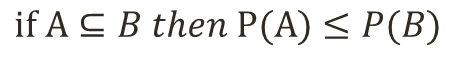 if A ⊆ B then P(A) ≤ P(B)